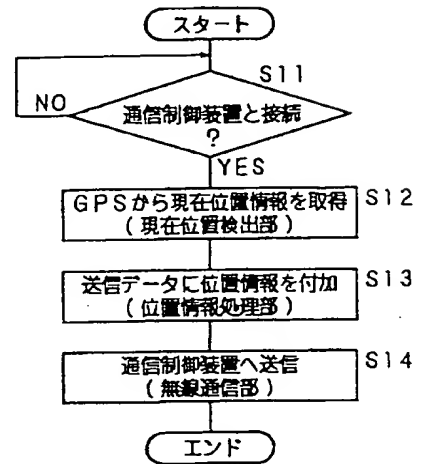 スタート
S11
NO
通信制御装置と接続
?
YES
GPSから現在位置情報を取得
S12
(現在位置検出部)
送信データに位置情報を付加
S13
(位置情報処理部)
通信制御装置へ送信
S14
(無線通信部)
エンド